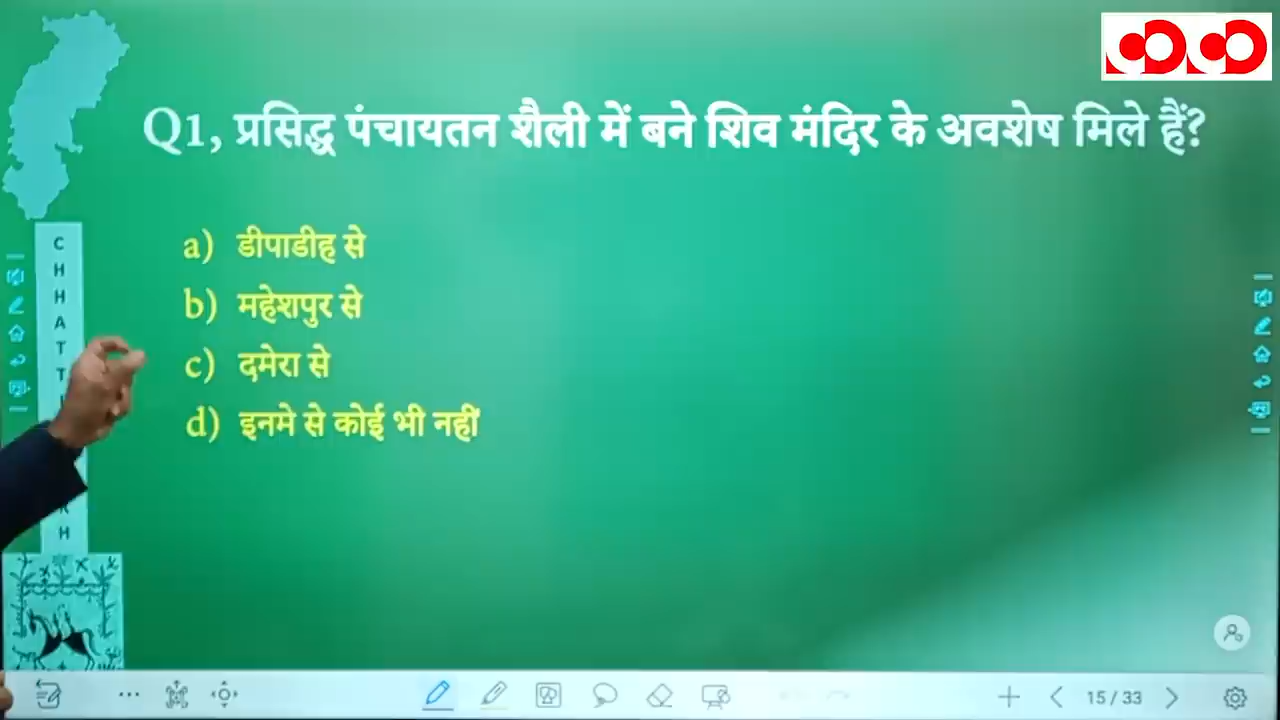 Q1, प्रसिद्ध पंचायतन शैली में बने शिव मंदिर के अवशेष मिले हैं?
a) डीपाडीह से
b) महेशपुर से
c) दमेरा से
d) इनमे से कोई भी नहीं
C
H
H
A
T
T
H
15 / 33